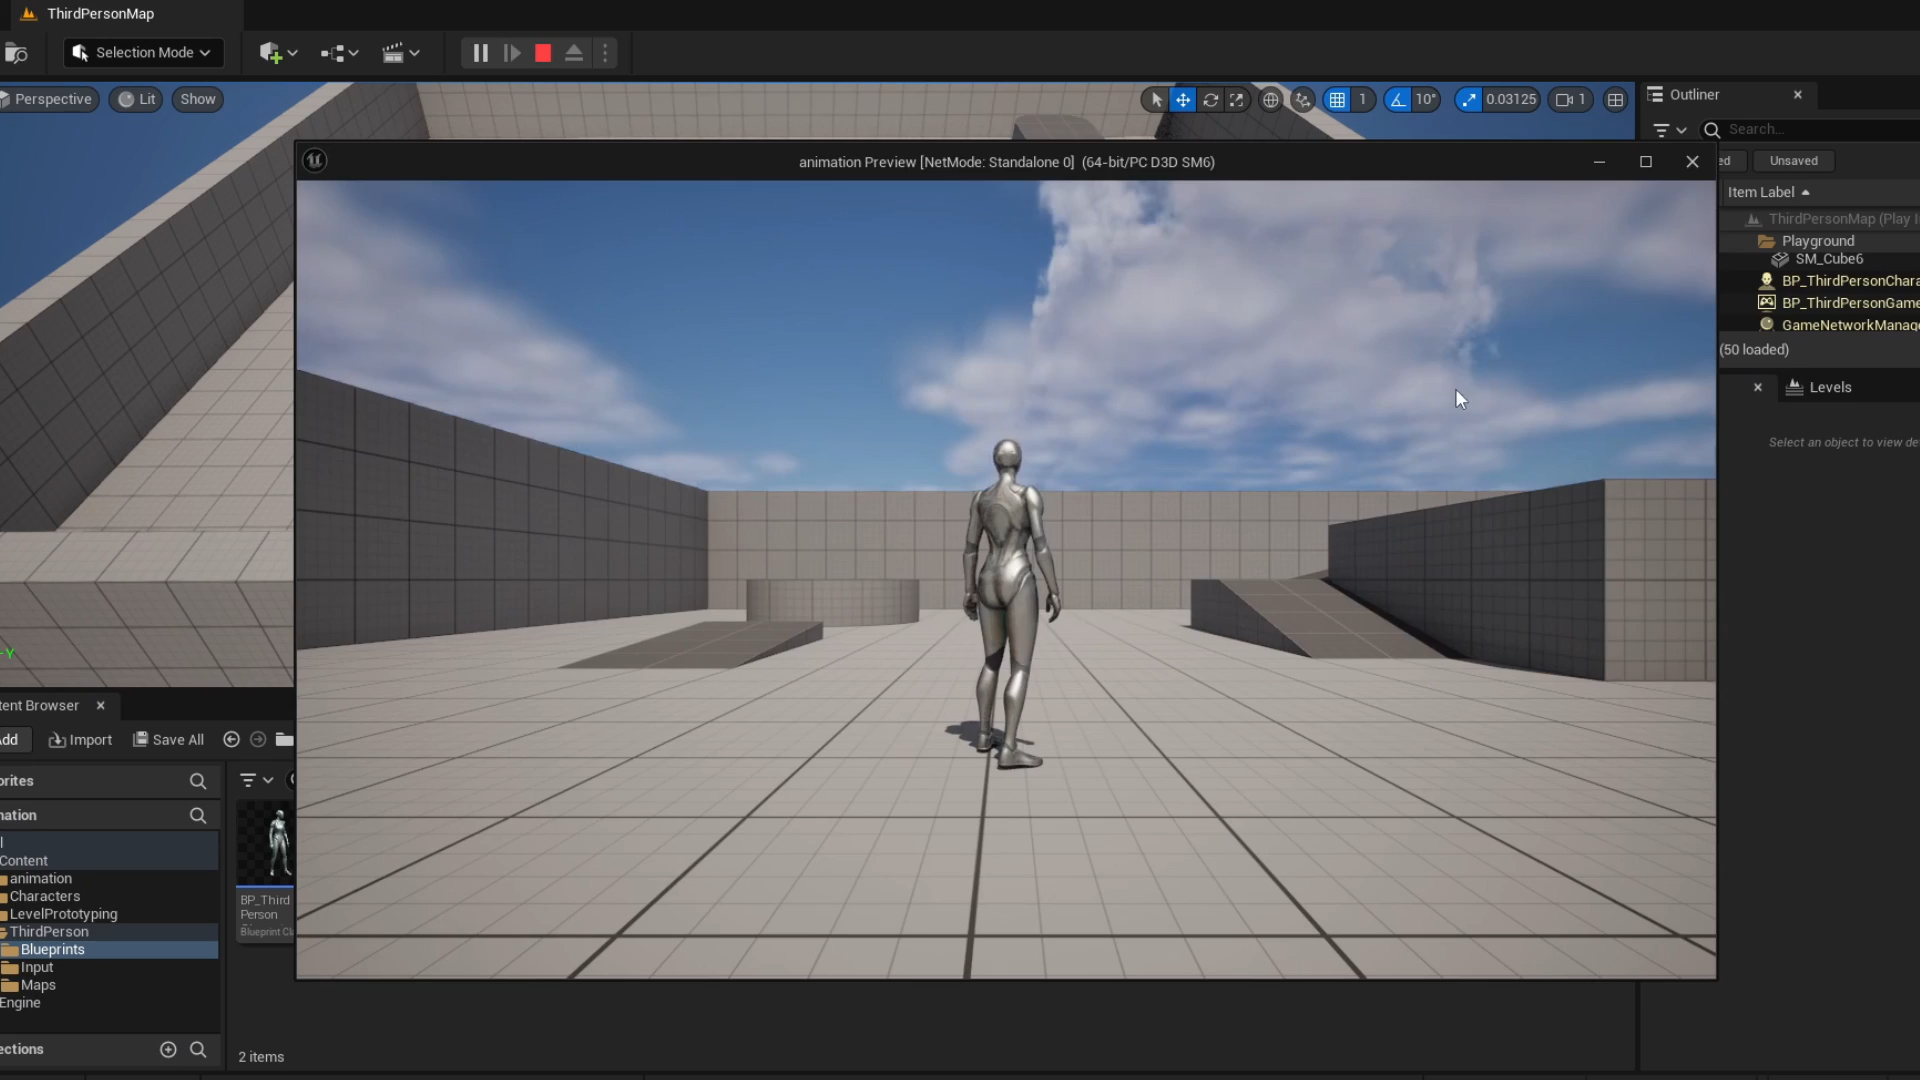 ThirdPersonMap
Selection Mode
Perspective
Lit
Show
1
10°
0.03125
1
Outliner
Search...
ed
Unsaved
Item Label
ThirdPersonMap (Play I
Playground
SM_Cube6
BP_ThirdPersonChara
BP_ThirdPersonGame
GameNetworkManag
(50 loaded)
Levels
Select an object to view de
animation Preview [NetMode: Standalone 0] (64-bit/PC D3D SM6)
-Y
tent Browser
Add
Import
Save All
orites
nation
l
Content
animation
Characters
LevelPrototyping
ThirdPerson
Blueprints
Input
Maps
Engine
ections
BP_Third
Person
Blueprint Cl
2 items